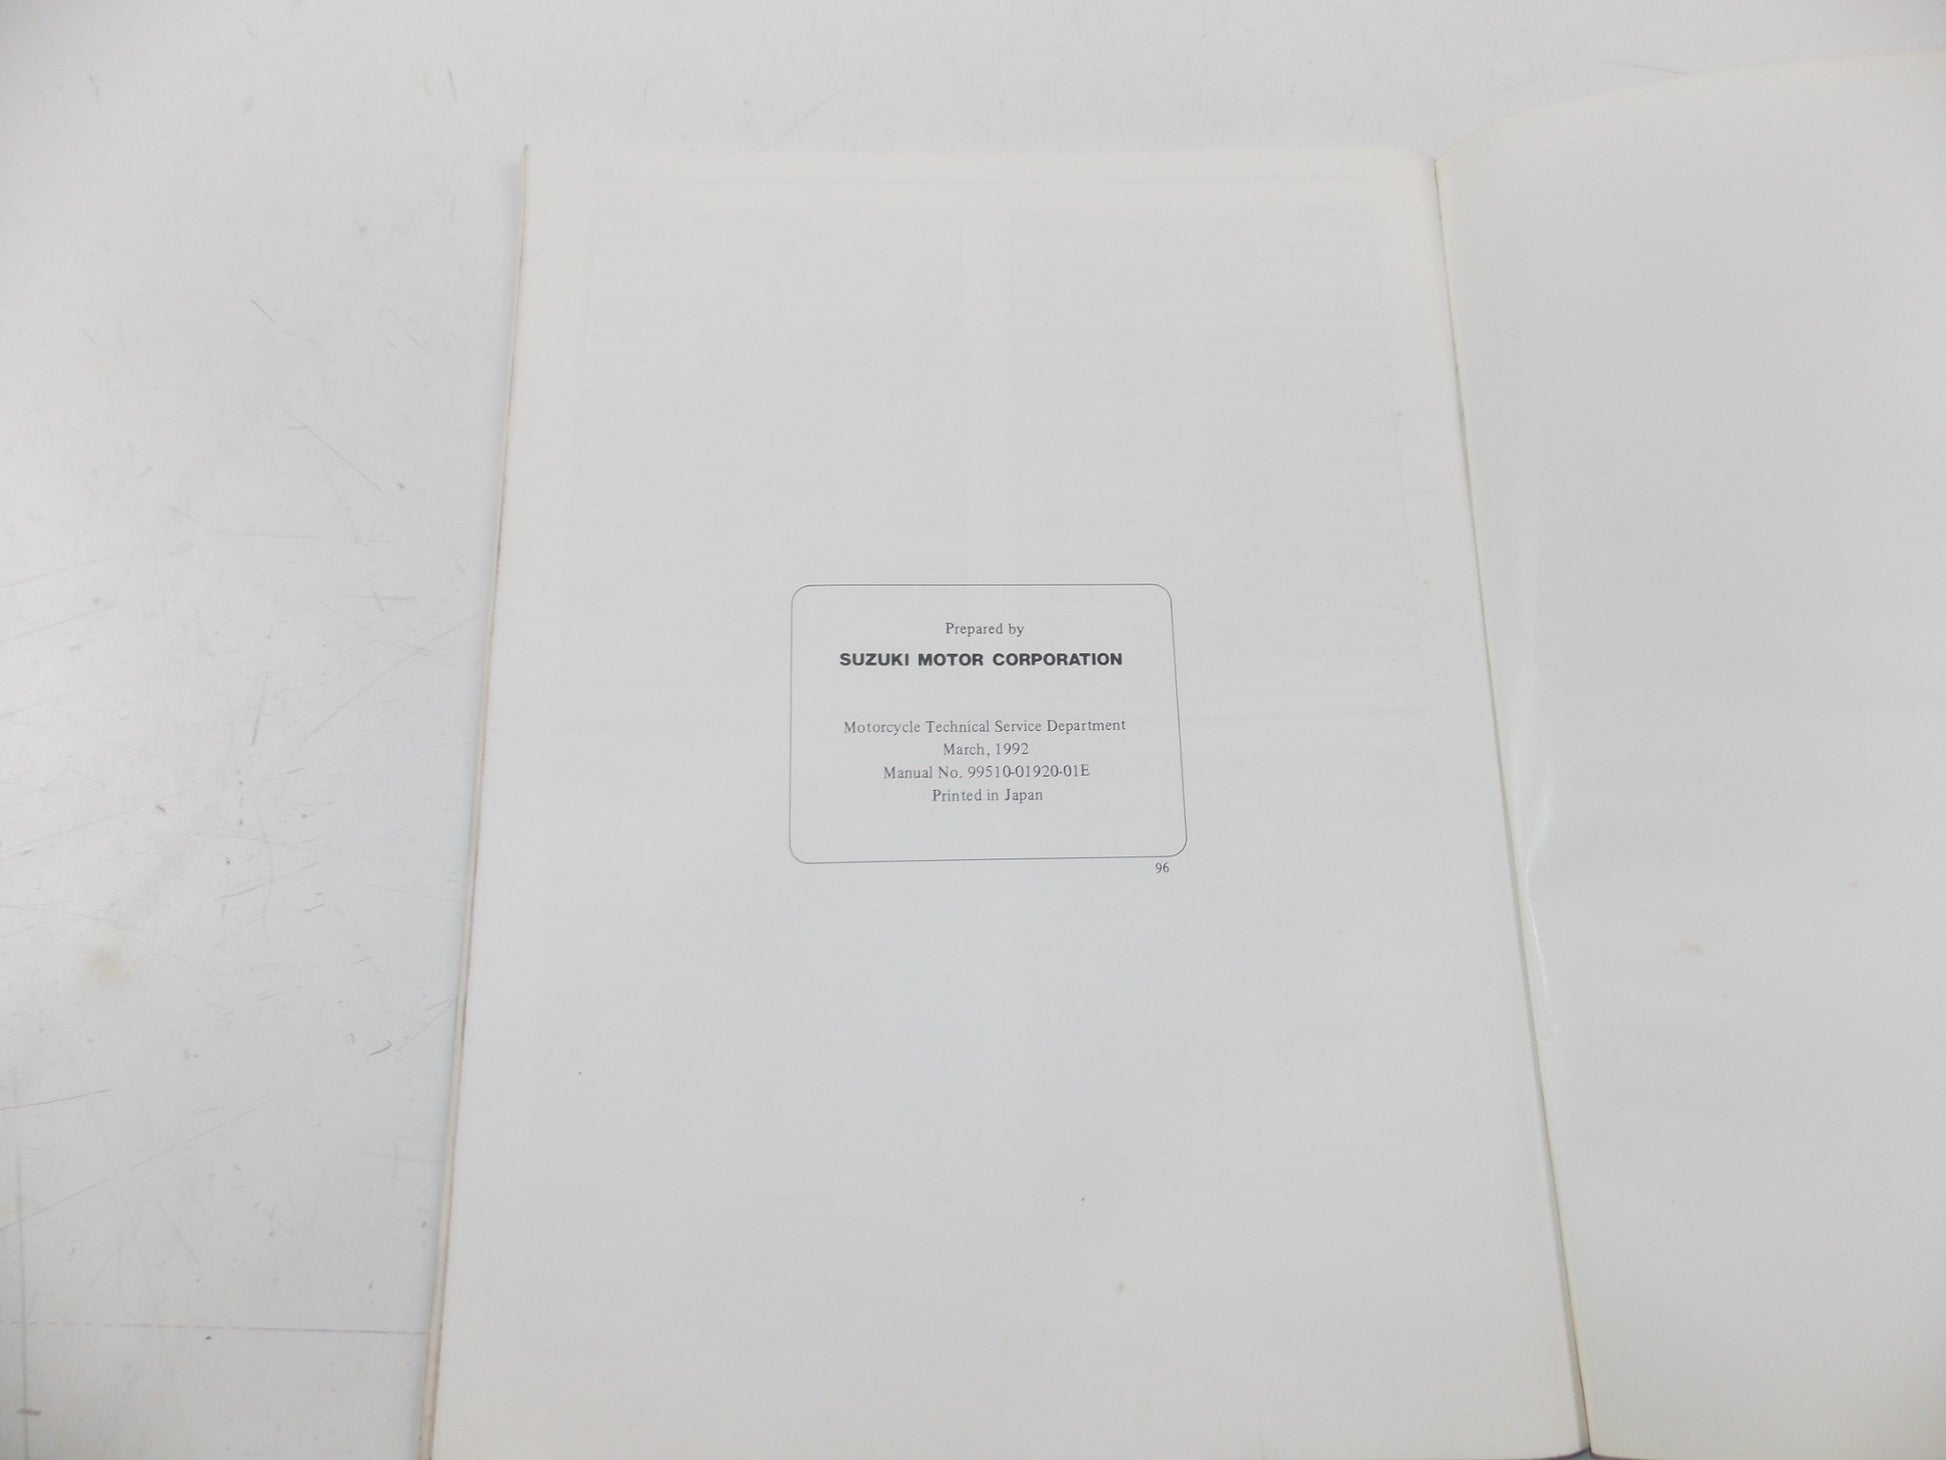 Prepared by
SUZUKI MOTOR CORPORATION
Motorcycle Technical Service Department
March, 1992
Manual No. 99510-01920-01E
Printed in Japan
96